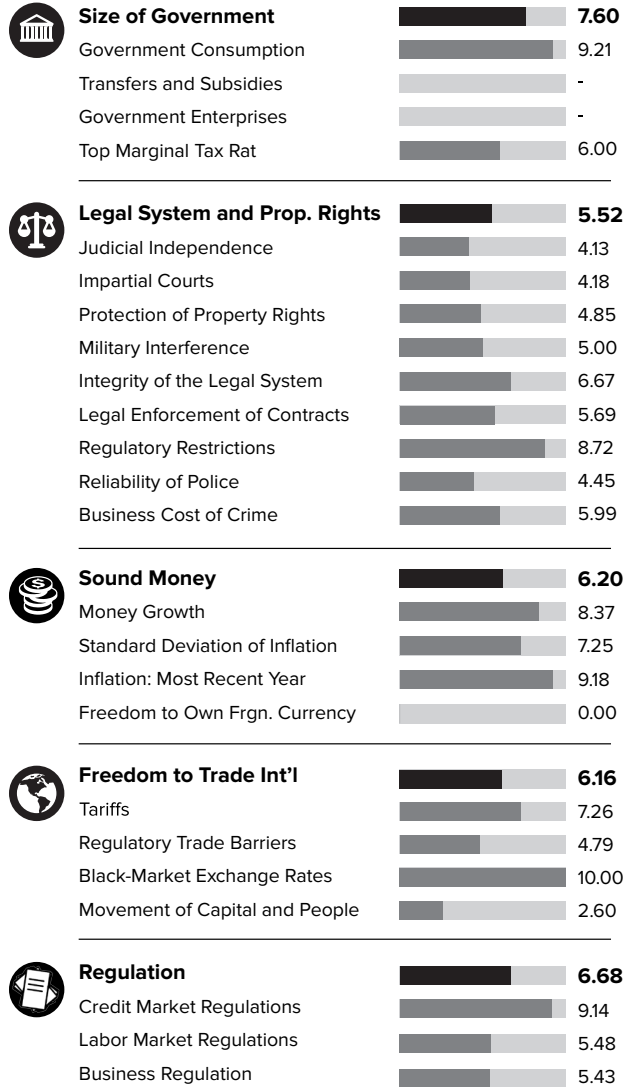 Size of Government 7.60
Government Consumption 9.21
Transfers and Subsidies -
Government Enterprises -
Top Marginal Tax Rat 6.00
Legal System and Prop. Rights 5.52
Judicial Independence 4.13
Impartial Courts 4.18
Protection of Property Rights 4.85
Military Interference 5.00
Integrity of the Legal System 6.67
Legal Enforcement of Contracts 5.69
Regulatory Restrictions 8.72
Reliability of Police 4.45
Business Cost of Crime 5.99
$
Sound Money 6.20
Money Growth 8.37
Standard Deviation of Inflation 7.25
Inflation: Most Recent Year 9.18
Freedom to Own Frgn. Currency 0.00
Freedom to Trade Int'l 6.16
Tariffs 7.26
Regulatory Trade Barriers 4.79
Black-Market Exchange Rates 10.00
Movement of Capital and People 2.60
Regulation 6.68
Credit Market Regulations 9.14
Labor Market Regulations 5.48
Business Regulation 5.43